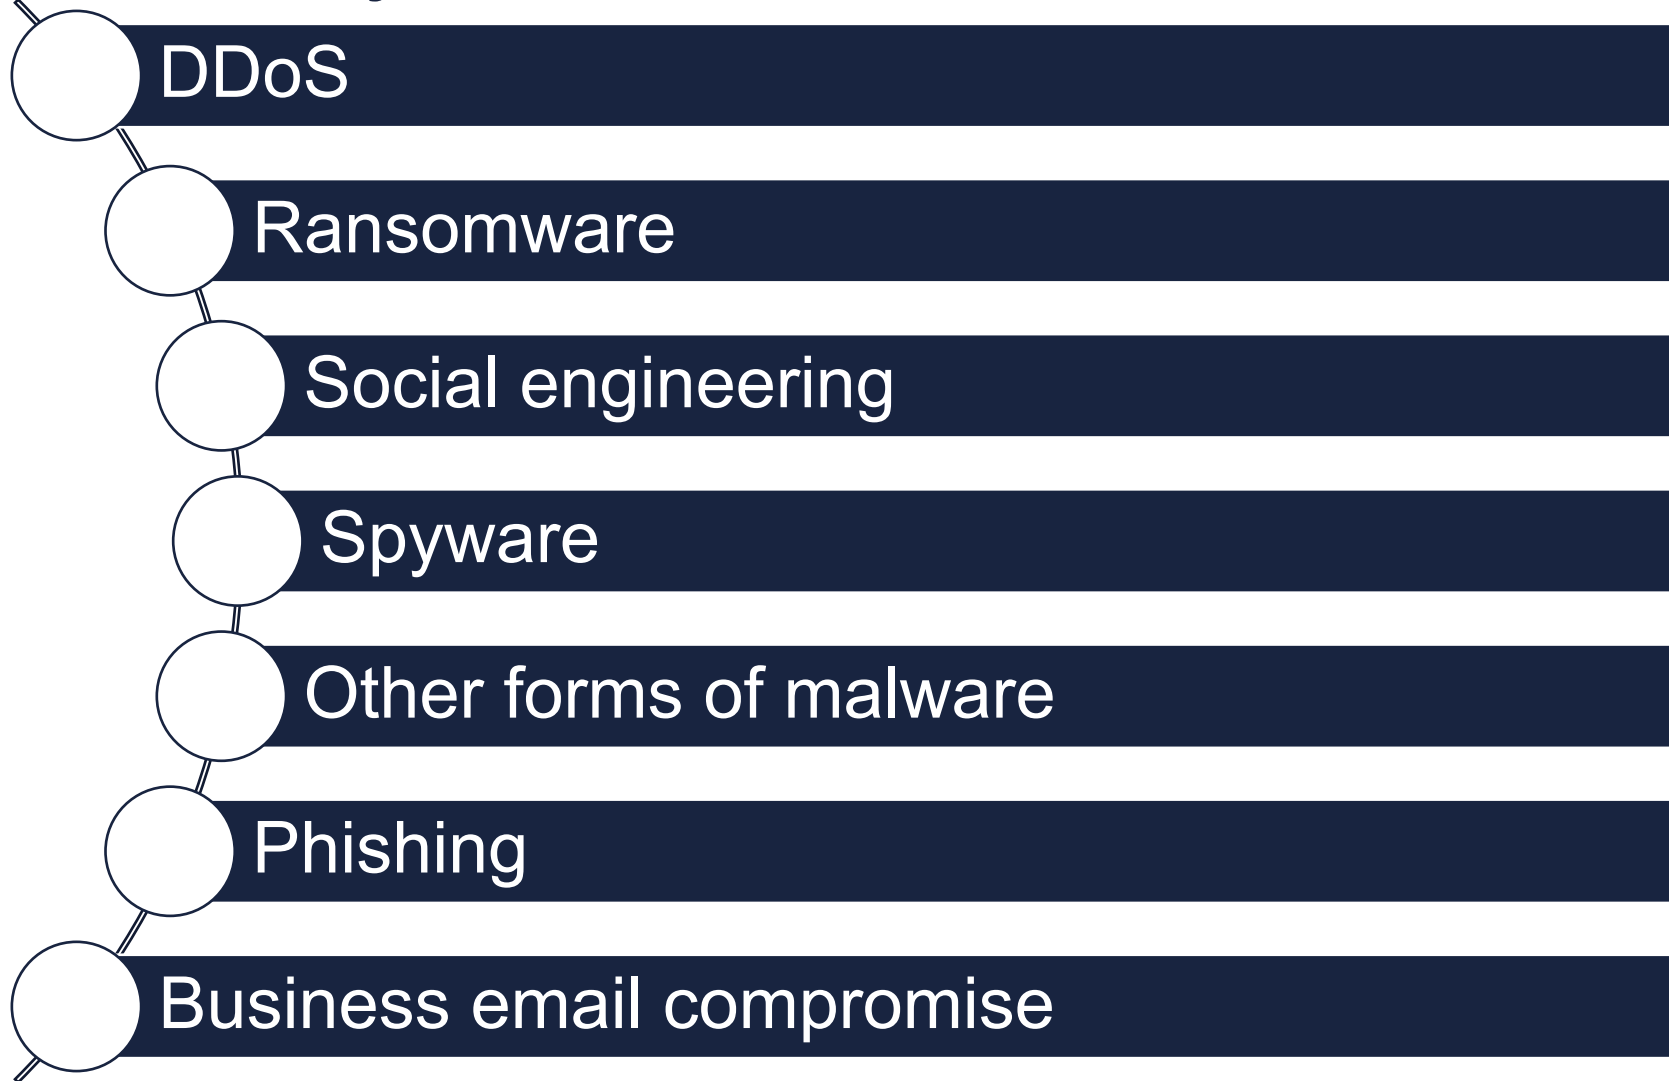 DDoS
Ransomware
Social engineering
Spyware
Other forms of malware
Phishing
Business email compromise